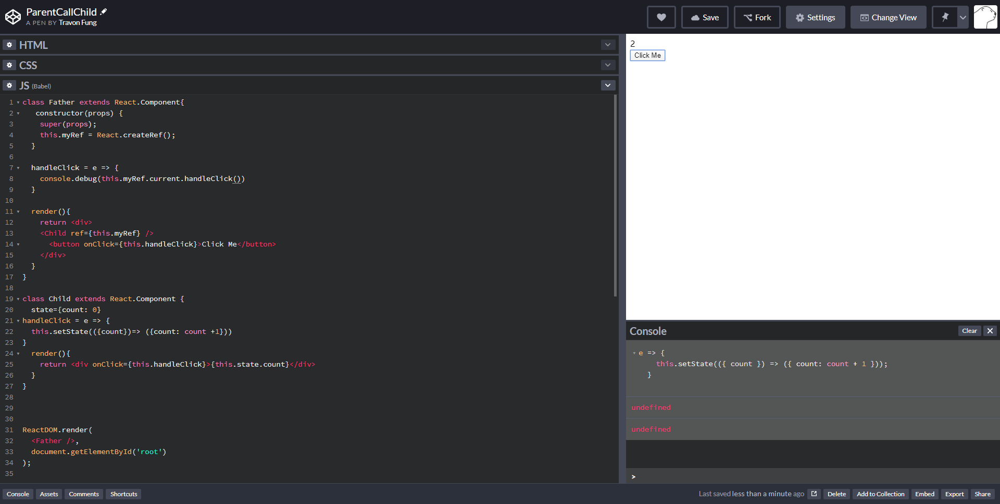 ParentCallChild
A PEN BY Travon Fung
Save
Fork
Settings
Change View
HTML
CSS
JS (Babel)
1 class Father extends React.Component{
2 constructor(props) {
3 super(props);
4 this.myRef = React.createRef();
5 }
6
7 handleClick = e => {
8 console.debug(this.myRef.current.handleClick())
9 }
10
11 render(){
12 return <div>
13 <Child ref={this.myRef} />
14 <button onClick={this.handleClick}>Click Me</button>
15 </div>
16 }
17 }
18
19 class Child extends React.Component {
20 state={count: 0}
21 handleClick = e => {
22 this.setState(({count})=> ({count: count +1}))
23 }
24 render(){
25 return <div onClick={this.handleClick}>{this.state.count}</div>
26 }
27 }
28
29
30
31 ReactDOM.render(
32 <Father />,
33 document.getElementById('root')
34 );
35
2
Click Me
Console
Clear
e => {
this.setState(({ count }) => ({ count: count + 1 }));
}
undefined
undefined
>
Console
Assets
Comments
Shortcuts
Last saved less than a minute ago
Delete
Add to Collection
Embed
Export
Share